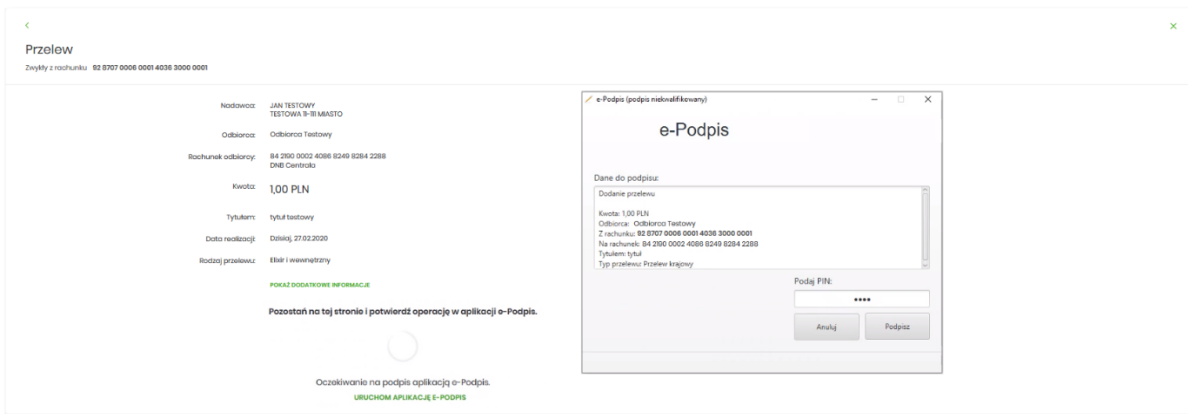 Przelew
Zwykły z rachunku 92 8707 0006 0001 4036 3000 0001
Nadawca: JAN TESTOWY
TESTOWA 11-111 MIASTO
Odbiorca: Odbiorca Testowy
Rachunek odbiorcy: 84 2190 0002 4086 8249 8284 2288
DNB Centrala
Kwota: 1,00 PLN
Tytułem: tytuł testowy
Data realizacji: Dzisiaj, 27.02.2020
Rodzaj przelewu: Elixir i wewnętrzny
POKAŻ DODATKOWE INFORMACJE
Pozostań na tej stronie i potwierdź operację w aplikacji e-Podpis.
Oczekiwanie na podpis aplikacją e-Podpis.
URUCHOM APLIKACJĘ E-PODPIS
e-Podpis (podpis niekwalifikowany)
e-Podpis
Dane do podpisu:
Dodanie przelewu
Kwota: 1,00 PLN
Odbiorca: Odbiorca Testowy
Z rachunku: 92 8707 0006 0001 4036 3000 0001
Na rachunek: 84 2190 0002 4086 8249 8284 2288
Tytułem: tytuł
Typ przelewu: Przelew krajowy
Podaj PIN:
••••
Anuluj Podpisz